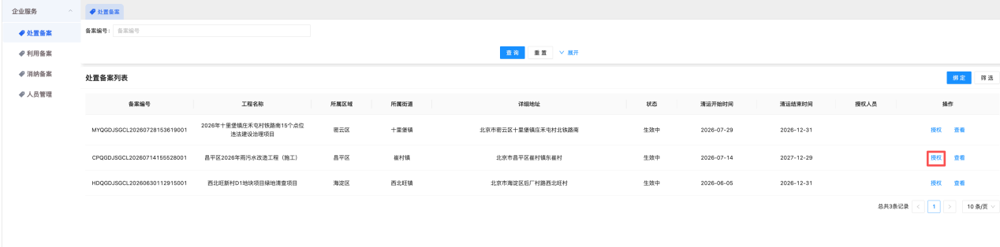 企业服务
处置备案
处置备案
备案编号： 备案编号
利用备案
查 询 重 置 展开
消纳备案
处置备案列表 绑 定 筛 选
人员管理
备案编号 工程名称 所属区域 所属街道 详细地址 状态 清运开始时间 清运结束时间 授权人员 操作
MYQGDJSGCL20260728153619001 2026年十里堡镇庄禾屯村铁路南15个点位
违法建设治理项目 密云区 十里堡镇 北京市密云区十里堡镇庄禾屯村北铁路南 生效中 2026-07-29 2026-12-31 授权 查看
CPQGDJSGCL20260714155528001 昌平区2026年雨污水改造工程（施工） 昌平区 崔村镇 北京市昌平区崔村镇东崔村 生效中 2026-07-14 2027-12-29 授权 查看
HDQGDJSGCL20260630112915001 西北旺新村D1地块项目绿地清查项目 海淀区 西北旺镇 北京市海淀区后厂村路西北旺村 生效中 2026-06-05 2026-12-31 授权 查看
总共3条记录 < 1 > 10 条/页